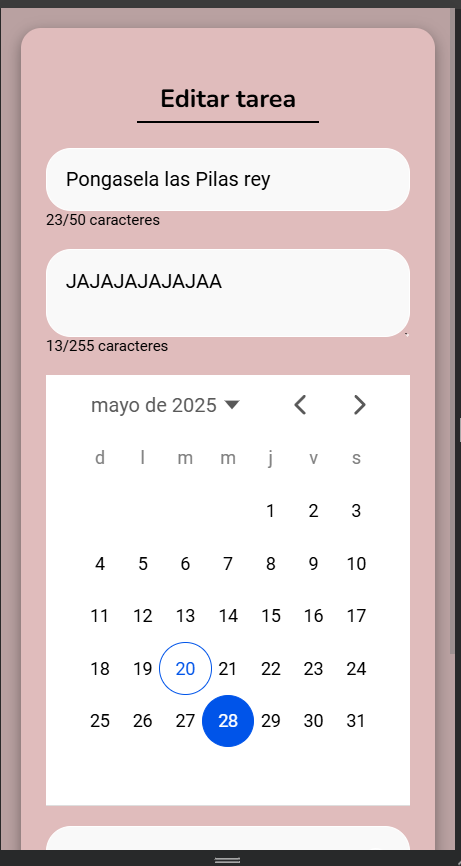 Editar tarea
Pongasela las Pilas rey
23/50 caracteres
JAJAJAJAJAJAA
13/255 caracteres
mayo de 2025
d l m m j v s
1 2 3
4 5 6 7 8 9 10
11 12 13 14 15 16 17
18 19 20 21 22 23 24
25 26 27 28 29 30 31